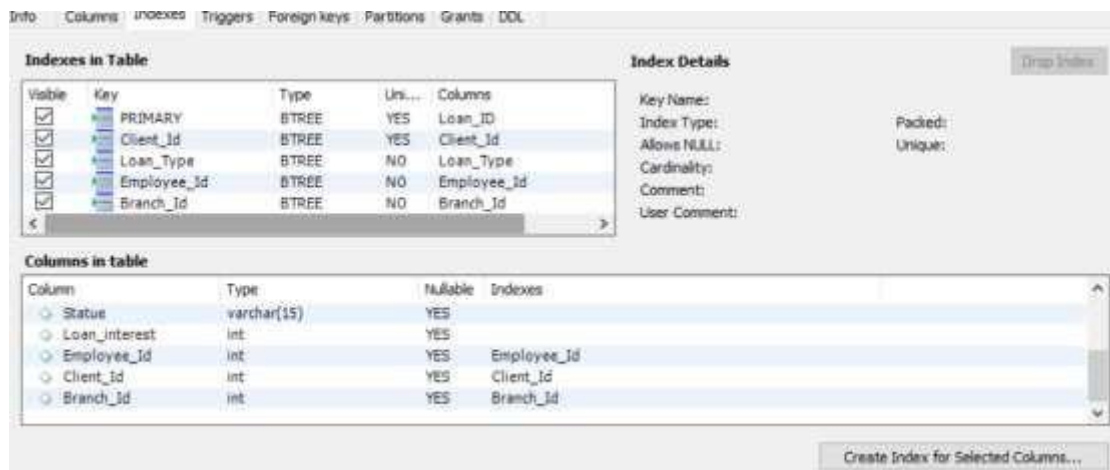 Info Columns Indexes Triggers Foreign keys Partitions Grants DDL
Indexes in Table
Visible Key Type Uni... Columns
PRIMARY BTREE YES Loan_ID
Client_Id BTREE YES Client_Id
Loan_Type BTREE NO Loan_Type
Employee_Id BTREE NO Employee_Id
Branch_Id BTREE NO Branch_Id
Index Details
Drop Index
Key Name:
Index Type: Packed:
Allows NULL: Unique:
Cardinality:
Comment:
User Comment:
Columns in table
Column Type Nullable Indexes
Statue varchar(15) YES
Loan_interest int YES
Employee_Id int YES Employee_Id
Client_Id int YES Client_Id
Branch_Id int YES Branch_Id
Create Index for Selected Columns...